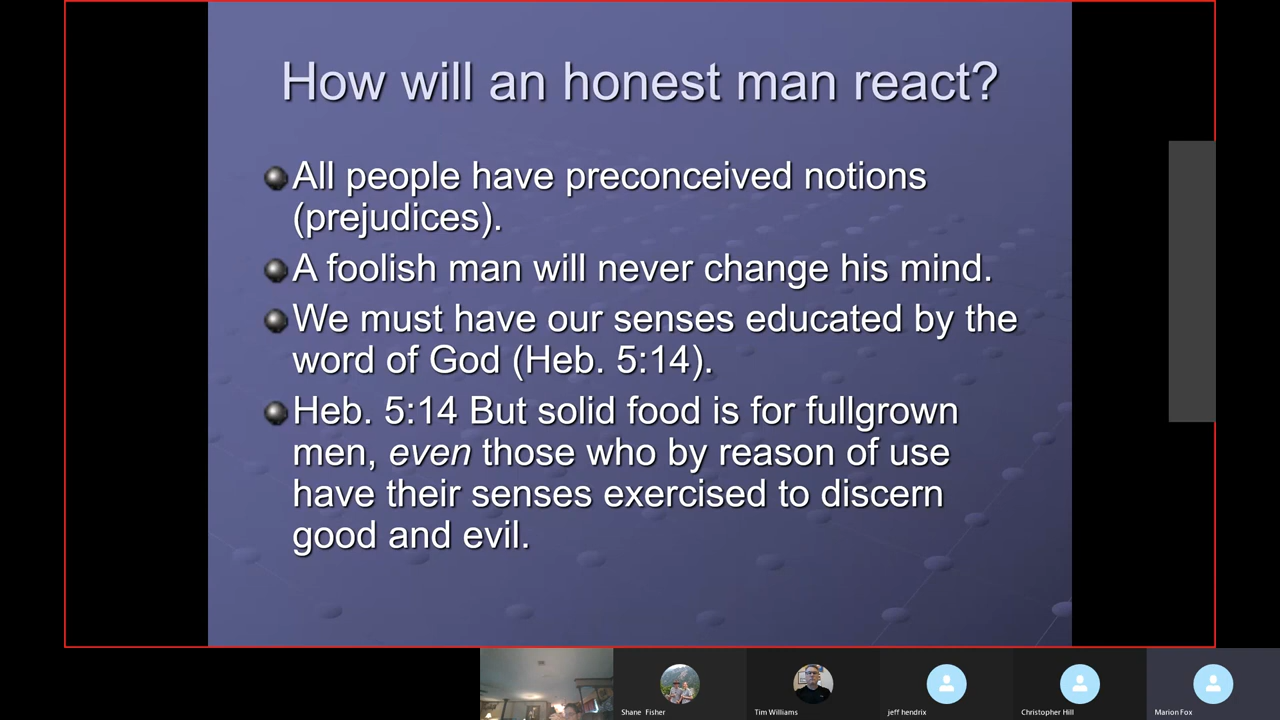 How will an honest man react?
All people have preconceived notions
(prejudices).
A foolish man will never change his mind.
We must have our senses educated by the
word of God (Heb. 5:14).
Heb. 5:14 But solid food is for fullgrown
men, even those who by reason of use
have their senses exercised to discern
good and evil.
Shane Fisher
Tim Williams
jeff hendrix
Christopher Hill
Marion Fox